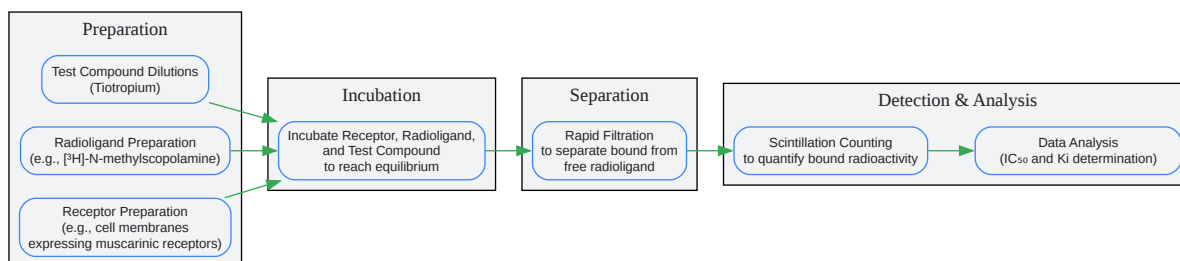 Preparation
Test Compound Dilutions
(Tiotropium)
Radioligand Preparation
(e.g., [³H]-N-methylscopolamine)
Receptor Preparation
(e.g., cell membranes
expressing muscarinic receptors)
Incubation
Incubate Receptor, Radioligand,
and Test Compound
to reach equilibrium
Separation
Rapid Filtration
to separate bound from
free radioligand
Detection & Analysis
Scintillation Counting
to quantify bound radioactivity
Data Analysis
(IC₅₀ and Ki determination)